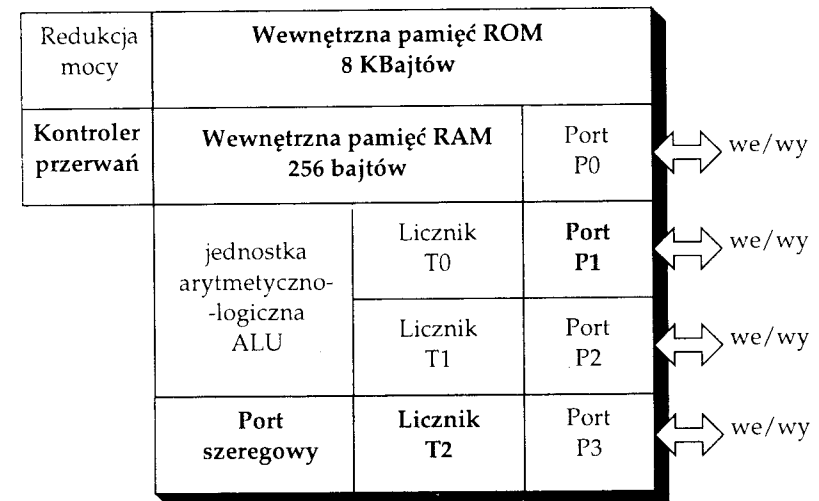 Redukcja
mocy
Wewnętrzna pamięć ROM
8 KBajtów
Kontroler
przerwań
Wewnętrzna pamięć RAM
256 bajtów
Port
P0
we/wy
jednostka
arytmetyczno-
-logiczna
ALU
Licznik
T0
Port
P1
we/wy
Licznik
T1
Port
P2
we/wy
Port
szeregowy
Licznik
T2
Port
P3
we/wy